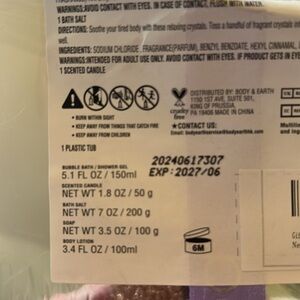 WARNINGS:AVOID CONTACT WITH EYES. IN CASE OF CONTACT, FLUSH WITH WATER.
1 BATH SALT
DIRECTIONS: Soothe your tired body with these relaxing crystals. Toss a handful of fragrant crystals
well.
INGREDIENTS: SODIUM CHLORIDE, FRAGRANCE(PARFUM), BENZYL BENZOATE, HEXYL CINNAMAL,
WARNINGS:INTENDED FOR ADULT USE ONLY. AVOID CONTACT WITH EYES. IF PRODUCT GETS IN EYES
1 SCENTED CANDLE
• BURN WITHIN SIGHT
• KEEP AWAY FROM THINGS THAT CATCH FIRE
• KEEP AWAY FROM CHILDREN
cruelty
free
DISTRIBUTED BY: BODY & EARTH
1150 1ST AVE, SUITE 501,
KING OF PRUSSIA,
PA 19406 MADE IN CHINA
CONTACT US:
bodyearthservice@bodyearthinc.com
1 PLASTIC TUB
BUBBLE BATH / SHOWER GEL
5.1 FL OZ / 150ml
SCENTED CANDLE
NET WT 1.8 OZ / 50 g
BATH SALT
NET WT 7 OZ / 200 g
SOAP
NET WT 3.5 OZ / 100 g
BODY LOTION
3.4 FL OZ / 100ml
20240617307
EXP:2027/06
6M